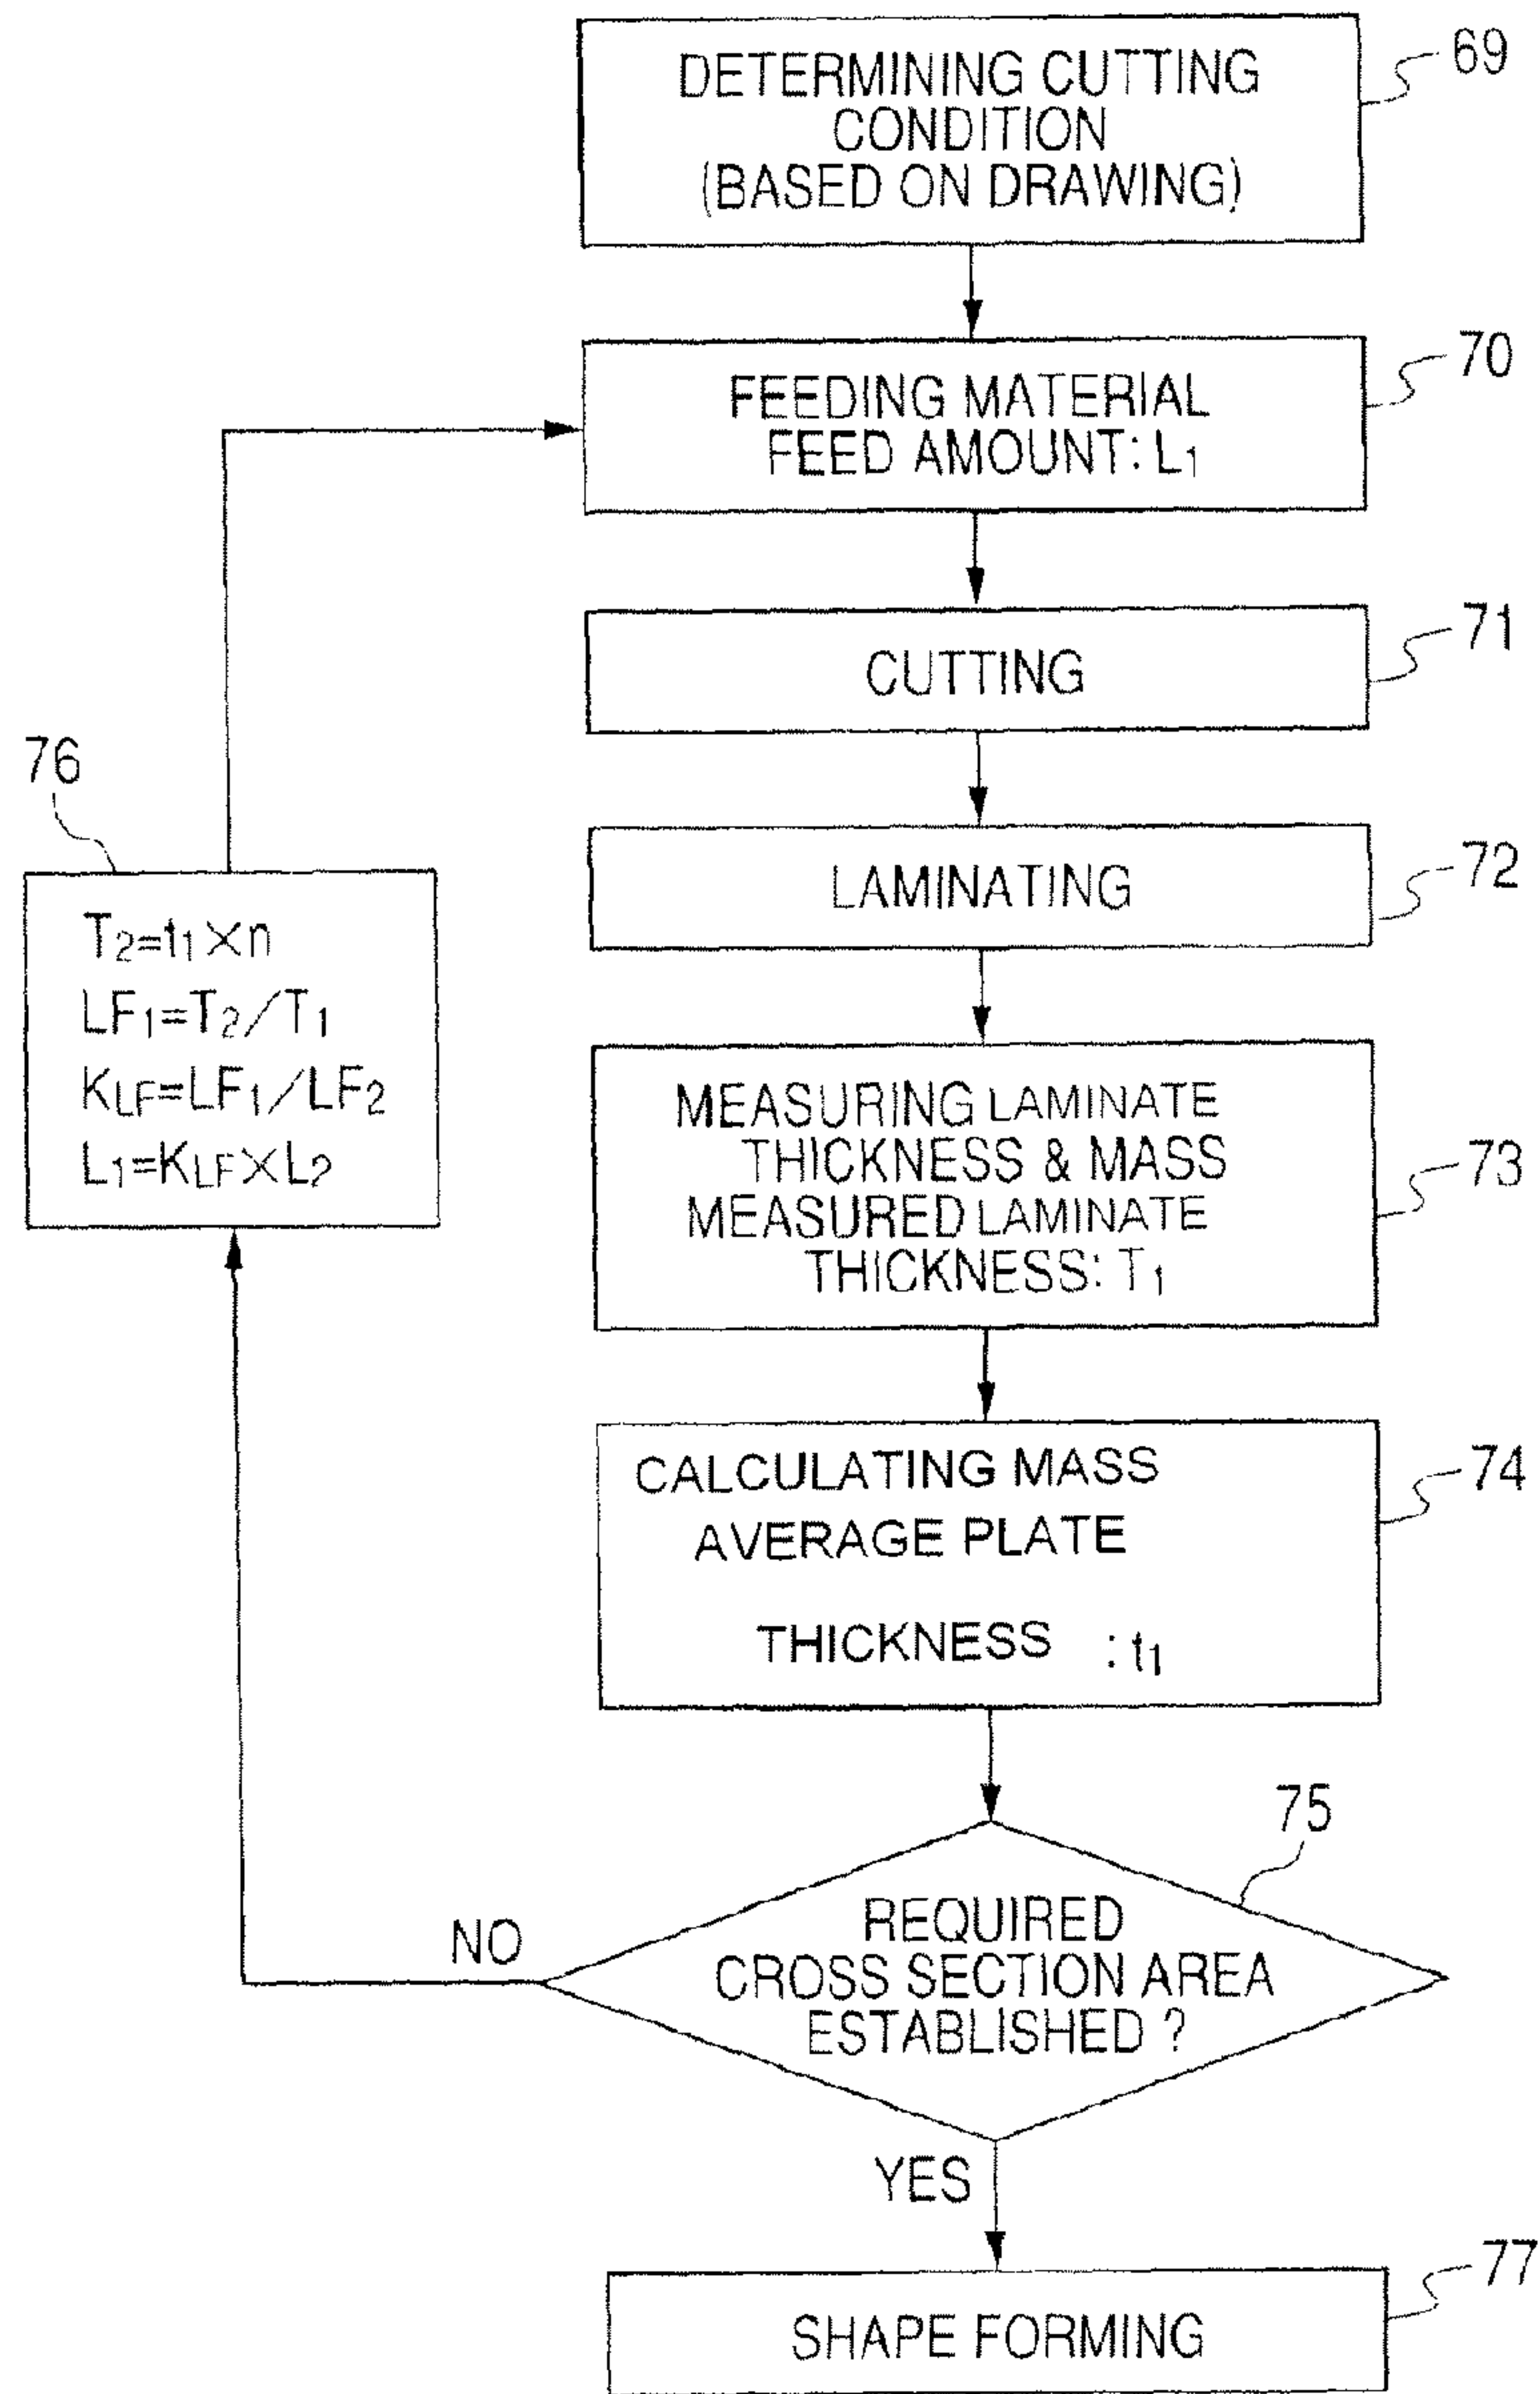 DETERMINING CUTTING
CONDITION
(BASED ON DRAWING)
69
FEEDING MATERIAL
FEED AMOUNT: L1
70
CUTTING
71
LAMINATING
72
MEASURING LAMINATE
THICKNESS & MASS
MEASURED LAMINATE
THICKNESS: T1
73
CALCULATING MASS
AVERAGE PLATE
THICKNESS : t1
74
REQUIRED
CROSS SECTION AREA
ESTABLISHED ?
75
NO
76
T2=t1×n
LF1=T2/T1
KLF=LF1/LF2
L1=KLF×L2
YES
SHAPE FORMING
77